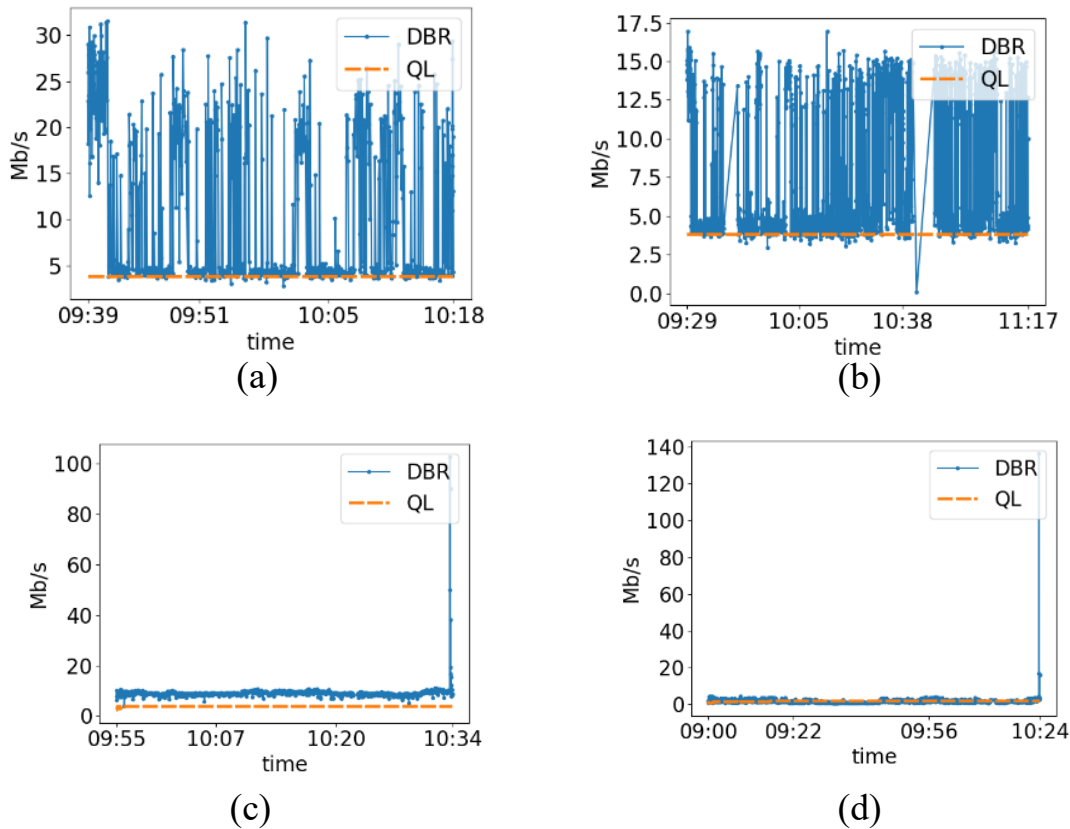 30
25
20
15
10
5
Mb/s
DBR
QL
09:39 09:51 10:05 10:18
time
(a)
17.5
15.0
12.5
10.0
7.5
5.0
2.5
0.0
Mb/s
DBR
QL
09:29 10:05 10:38 11:17
time
(b)
100
80
60
40
20
0
Mb/s
DBR
QL
09:55 10:07 10:20 10:34
time
(c)
140
120
100
80
60
40
20
0
Mb/s
DBR
QL
09:00 09:22 09:56 10:24
time
(d)